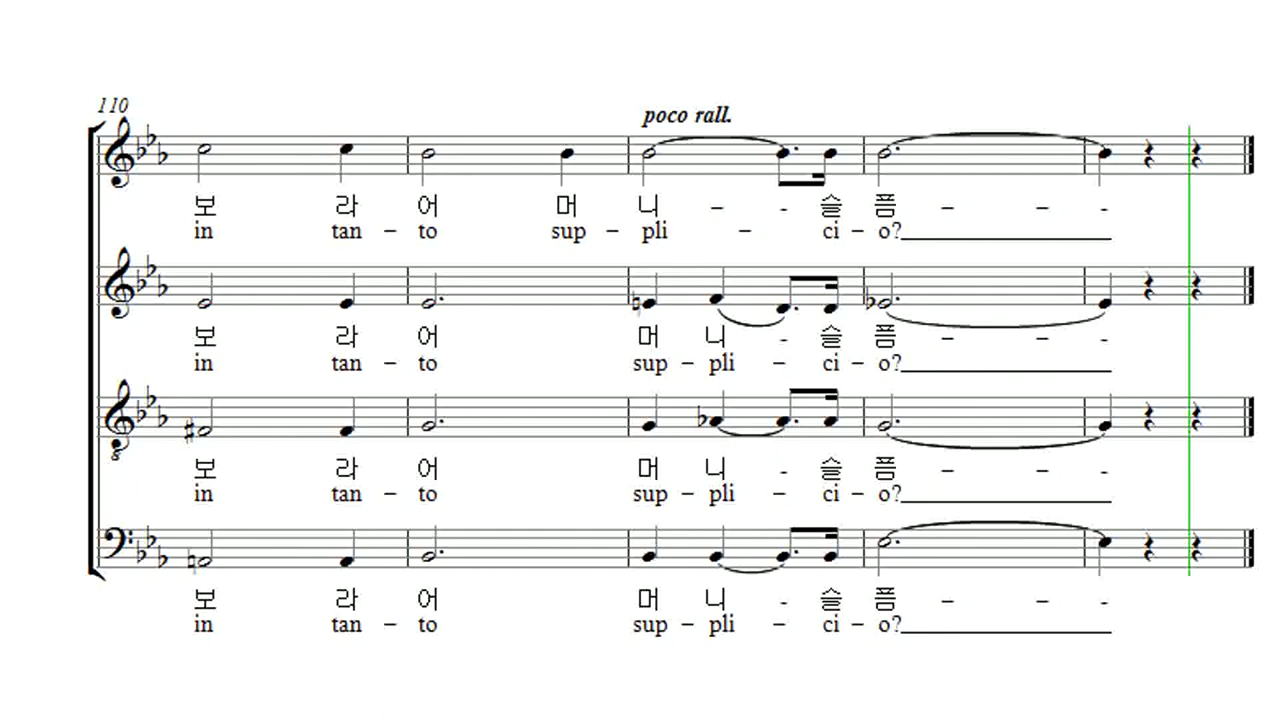 110
poco rall.
보 라 어 머 니 - - 슬 픔 - - -
in tan - to sup - pli - ci - o?
보 라 어 머 니 - 슬 픔 - - -
in tan - to sup - pli - ci - o?
보 라 어 머 니 - 슬 픔 - - -
in tan - to sup - pli - ci - o?
보 라 어 머 니 - 슬 픔 - - -
in tan - to sup - pli - ci - o?